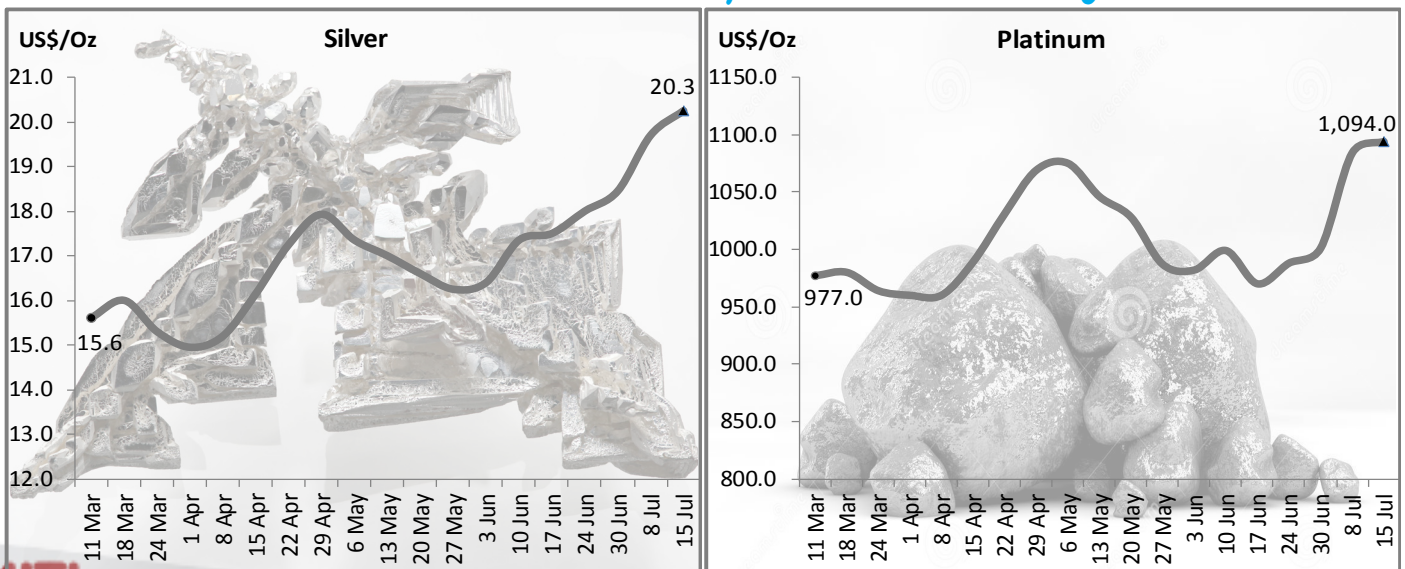 US$/Oz
Silver
21.0
20.0
19.0
18.0
17.0
16.0
15.0
14.0
13.0
12.0
20.3
15.6
11 Mar
18 Mar
24 Mar
1 Apr
8 Apr
15 Apr
22 Apr
29 Apr
6 May
13 May
20 May
27 May
3 Jun
10 Jun
17 Jun
24 Jun
30 Jun
8 Jul
15 Jul
US$/Oz
Platinum
1150.0
1100.0
1050.0
1000.0
950.0
900.0
850.0
800.0
1,094.0
977.0
11 Mar
18 Mar
24 Mar
1 Apr
8 Apr
15 Apr
22 Apr
29 Apr
6 May
13 May
20 May
27 May
3 Jun
10 Jun
17 Jun
24 Jun
30 Jun
8 Jul
15 Jul